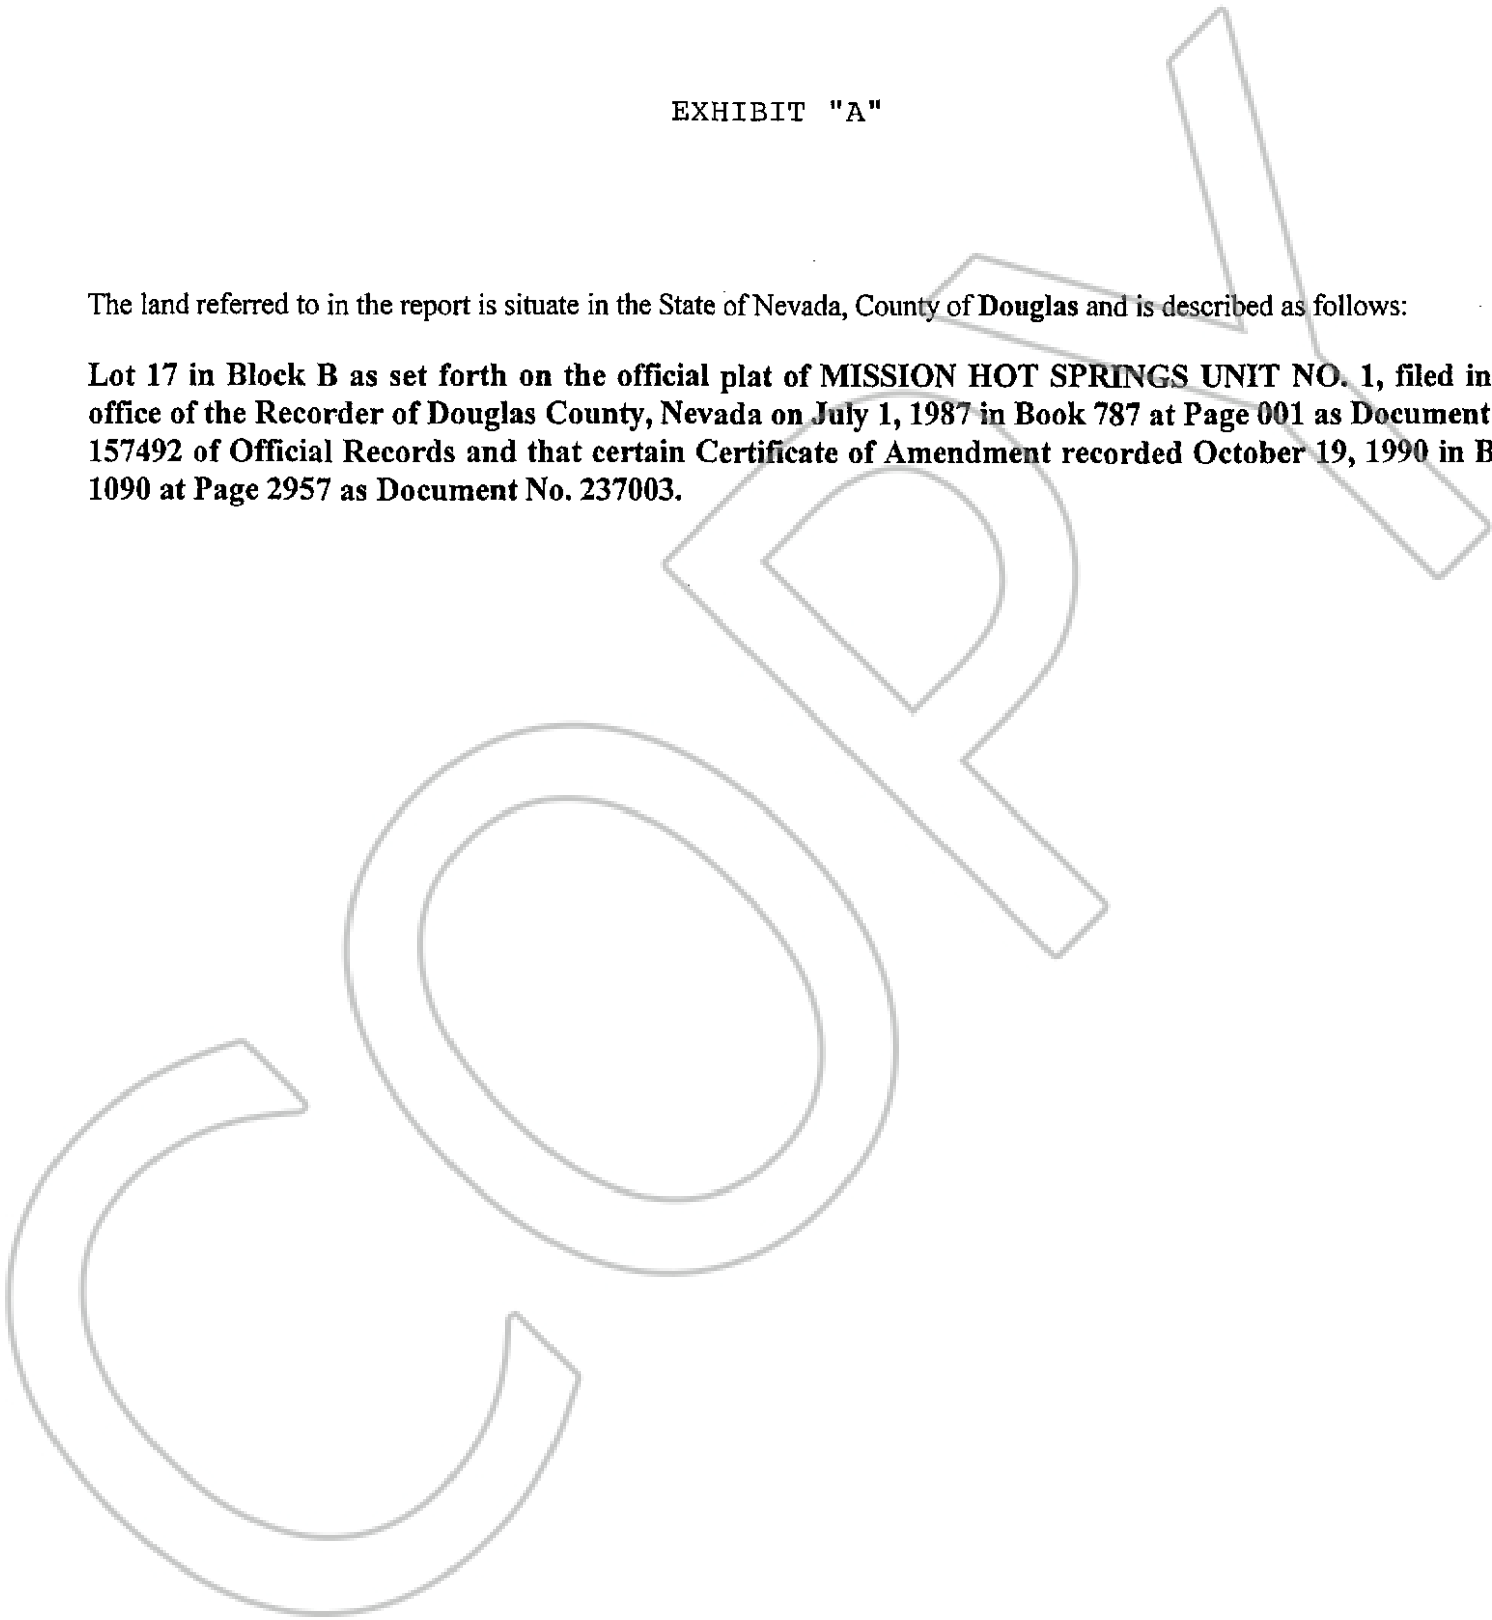 EXHIBIT "A"
The land referred to in the report is situate in the State of Nevada, County of Douglas and is described as follows:
Lot 17 in Block B as set forth on the official plat of MISSION HOT SPRINGS UNIT NO. 1, filed in
office of the Recorder of Douglas County, Nevada on July 1, 1987 in Book 787 at Page 001 as Document
157492 of Official Records and that certain Certificate of Amendment recorded October 19, 1990 in B
1090 at Page 2957 as Document No. 237003.
COPY